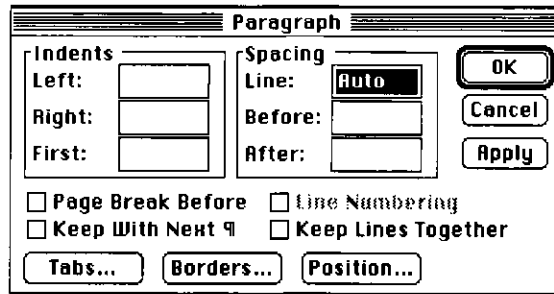 Paragraph
Indents
Left:
Right:
First:
Spacing
Line: Auto
Before:
After:
OK
Cancel
Apply
Page Break Before
Line Numbering
Keep With Next ¶
Keep Lines Together
Tabs...
Borders...
Position...